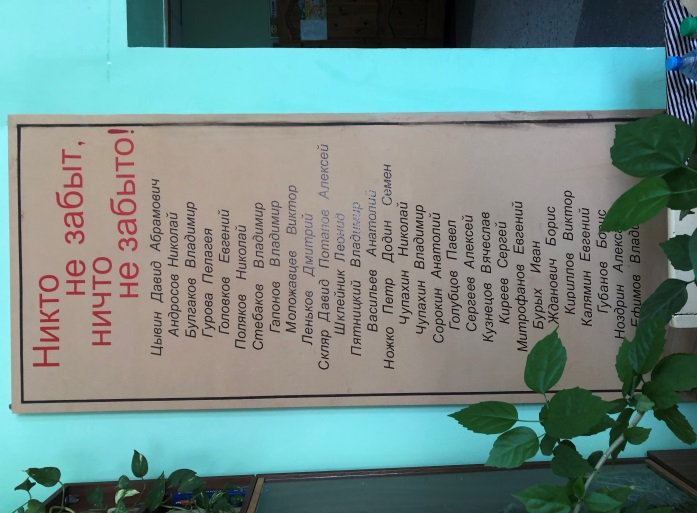 Никто
не забыт,
ничто
не забыто!
Цывин Давид Абрамович
Андросов Николай
Булгаков Владимир
Гурова Пелагея
Головков Евгений
Поляков Николай
Стебаков Владимир
Гапонов Владимир
Моложавцев Виктор
Леньков Дмитрий
Скляр Давид Потапов Алексей
Шклейник Леонид
Пятницкий Владимир
Васильев Анатолий
Ножко Петр Додин Семен
Чупахин Николай
Чупахин Владимир
Сорокин Анатолий
Голубцов Павел
Сергеев Алексей
Кузнецов Вячеслав
Киреев Сергей
Митрофанов Евгений
Бурых Иван
Жданович Борис
Кириллов Виктор
Калямин Евгений
Губанов Борис
Ноздрин
Ефимов